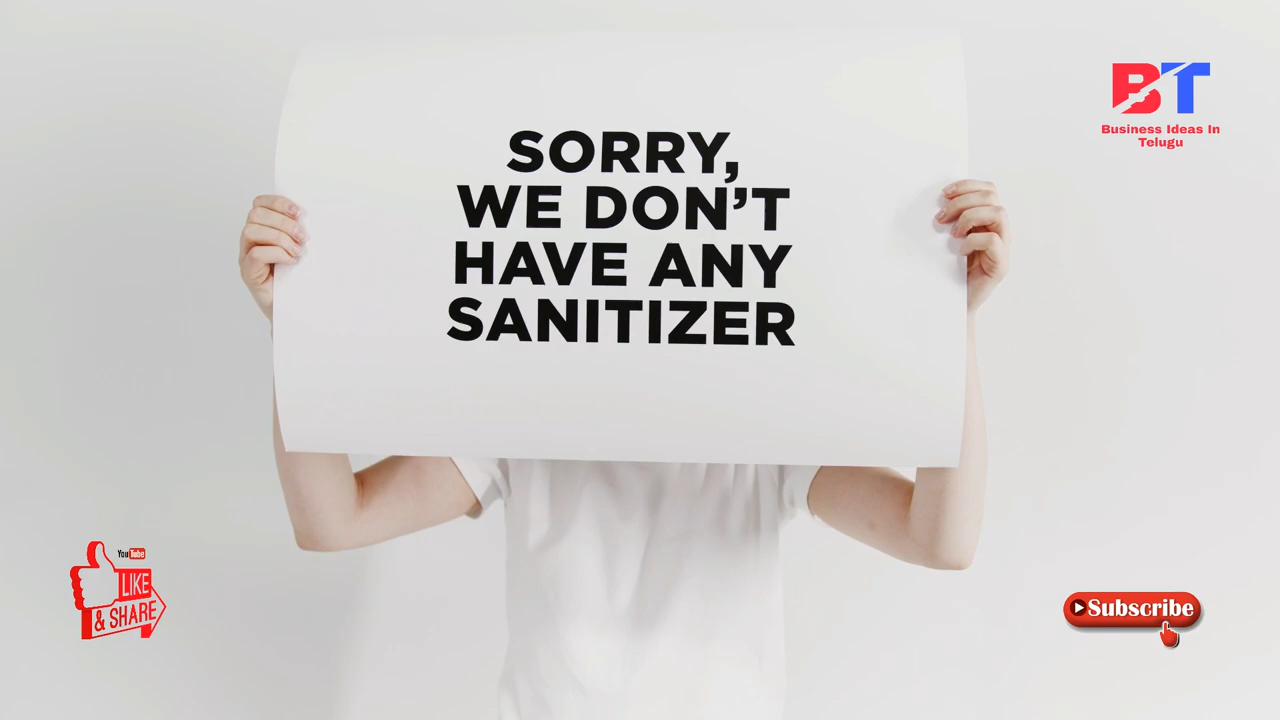 SORRY,
WE DON'T
HAVE ANY
SANITIZER
BT
Business Ideas In
Telugu
YouTube
LIKE
& SHARE
Subscribe